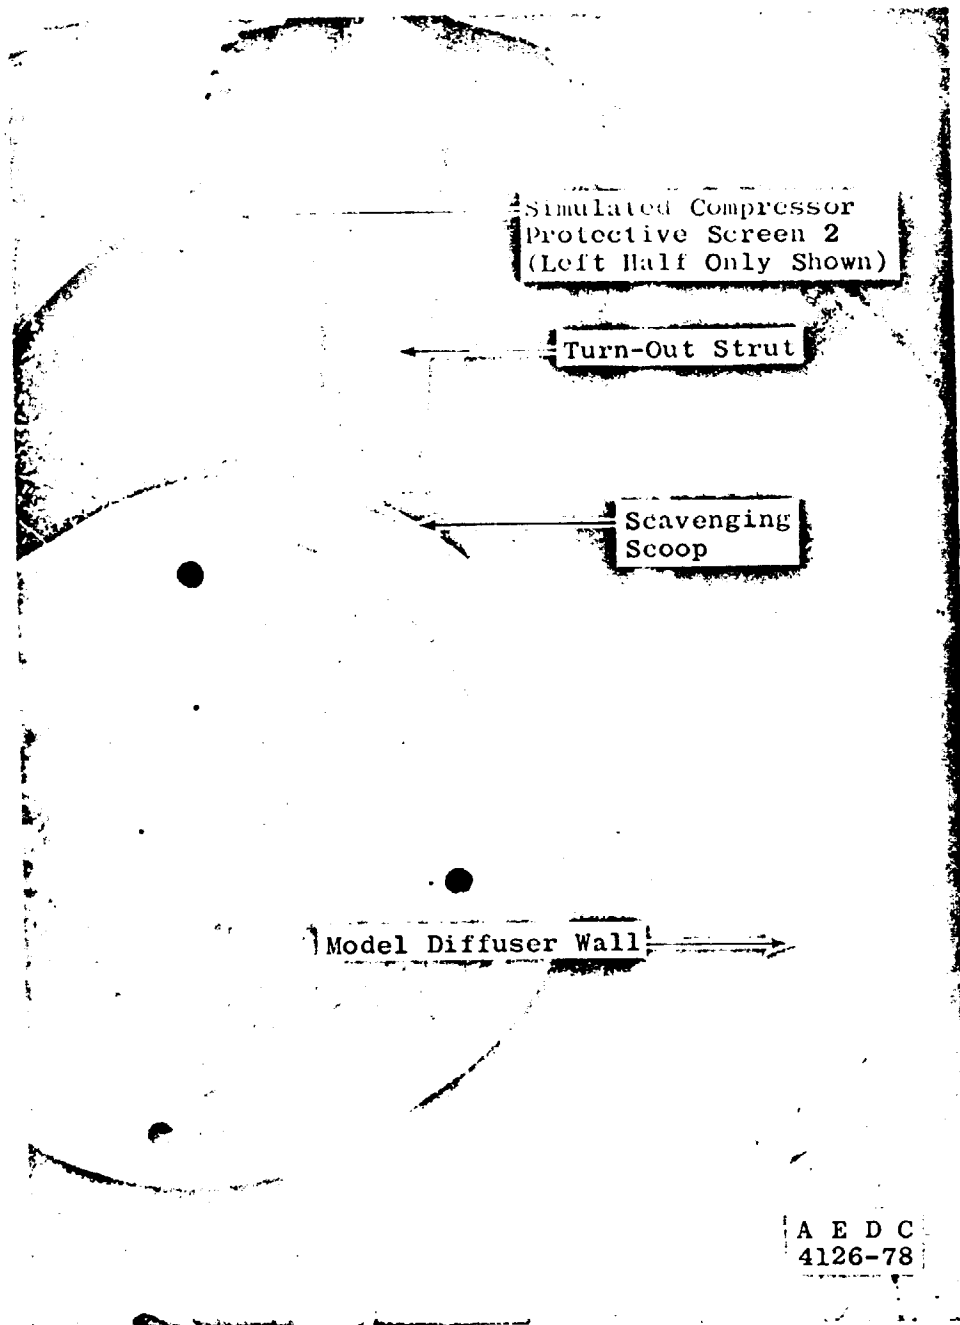 Simulated Compressor
Protective Screen 2
(Left Half Only Shown)
Turn-Out Strut
Scavenging
Scoop
Model Diffuser Wall
A E D C
4126-78